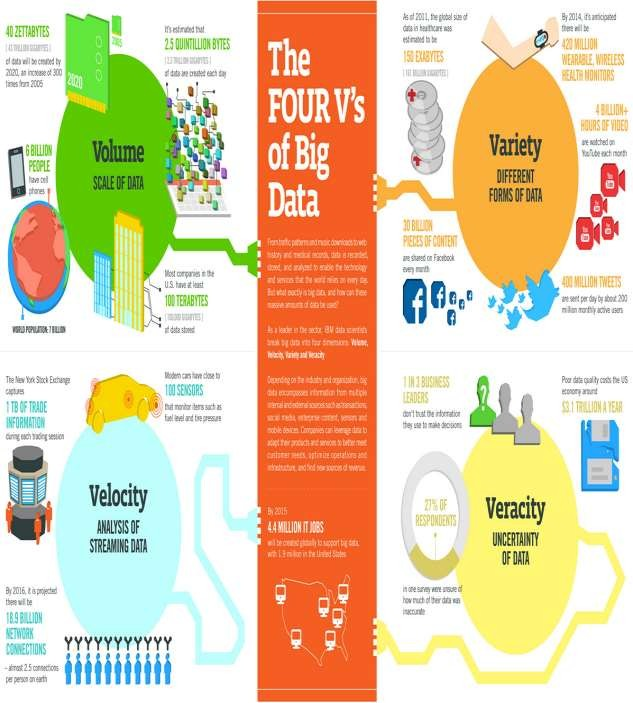 40 ZETTABYTES
[ 43 TRILLION GIGABYTES ]
of data will be created by
2020, an increase of 300
times from 2005
2005
2020
It's estimated that
2.5 QUINTILLION BYTES
[ 2.3 TRILLION GIGABYTES ]
of data are created each day
6 BILLION
PEOPLE
have cell
phones
WORLD POPULATION: 7 BILLION
Volume
SCALE OF DATA
Most companies in the
U.S. have at least
100 TERABYTES
[ 100,000 GIGABYTES ]
of data stored
The New York Stock Exchange
captures
1 TB OF TRADE
INFORMATION
during each trading session
Modern cars have close to
100 SENSORS
that monitor items such as
fuel level and tire pressure
Velocity
ANALYSIS OF
STREAMING DATA
By 2016, it is projected
there will be
18.9 BILLION
NETWORK
CONNECTIONS
– almost 2.5 connections
per person on earth
The
FOUR V's
of Big
Data
From traffic patterns and music downloads to web
history and medical records, data is recorded,
stored, and analyzed to enable the technology
and services that the world relies on every day.
But what exactly is big data, and how can these
massive amounts of data be used?
As a leader in the sector, IBM data scientists
break big data into four dimensions: Volume,
Velocity, Variety and Veracity
Depending on the industry and organization, big
data encompasses information from multiple
internal and external sources such as transactions,
social media, enterprise content, sensors and
mobile devices. Companies can leverage data to
adapt their products and services to better meet
customer needs, optimize operations and
infrastructure, and find new sources of revenue.
By 2015
4.4 MILLION IT JOBS
will be created globally to support big data,
with 1.9 million in the United States
As of 2011, the global size of
data in healthcare was
estimated to be
150 EXABYTES
[ 161 BILLION GIGABYTES ]
By 2014, it's anticipated
there will be
420 MILLION
WEARABLE, WIRELESS
HEALTH MONITORS
4 BILLION+
HOURS OF VIDEO
are watched on
YouTube each month
You Tube
You Tube
You Tube
You Tube
Variety
DIFFERENT
FORMS OF DATA
30 BILLION
PIECES OF CONTENT
are shared on Facebook
every month
400 MILLION TWEETS
are sent per day by about 200
million monthly active users
1 IN 3 BUSINESS
LEADERS
don't trust the information
they use to make decisions
?
Poor data quality costs the US
economy around
$3.1 TRILLION A YEAR
27% OF
RESPONDENTS
in one survey were unsure of
how much of their data was
inaccurate
Veracity
UNCERTAINTY
OF DATA